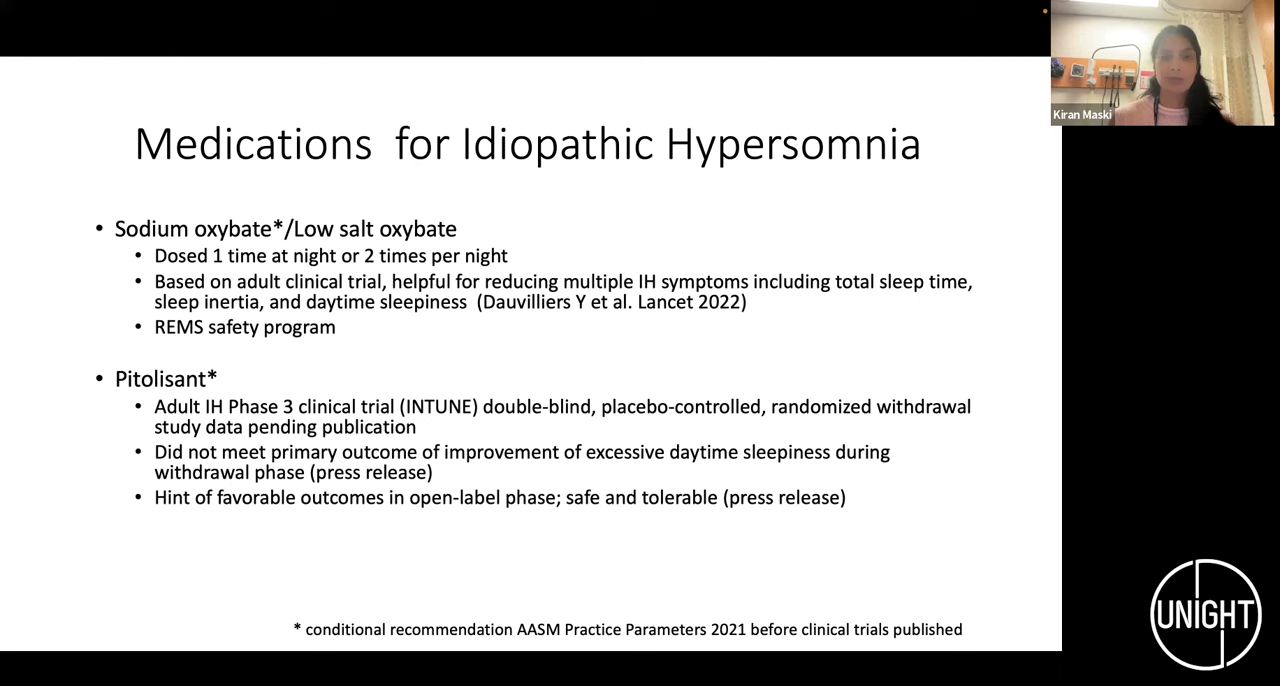 Kiran Maski
Medications for Idiopathic Hypersomnia
• Sodium oxybate*/Low salt oxybate
• Dosed 1 time at night or 2 times per night
• Based on adult clinical trial, helpful for reducing multiple IH symptoms including total sleep time,
sleep inertia, and daytime sleepiness (Dauvilliers Y et al. Lancet 2022)
• REMS safety program
• Pitolisant*
• Adult IH Phase 3 clinical trial (INTUNE) double-blind, placebo-controlled, randomized withdrawal
study data pending publication
• Did not meet primary outcome of improvement of excessive daytime sleepiness during
withdrawal phase (press release)
• Hint of favorable outcomes in open-label phase; safe and tolerable (press release)
* conditional recommendation AASM Practice Parameters 2021 before clinical trials published
UNIGHT